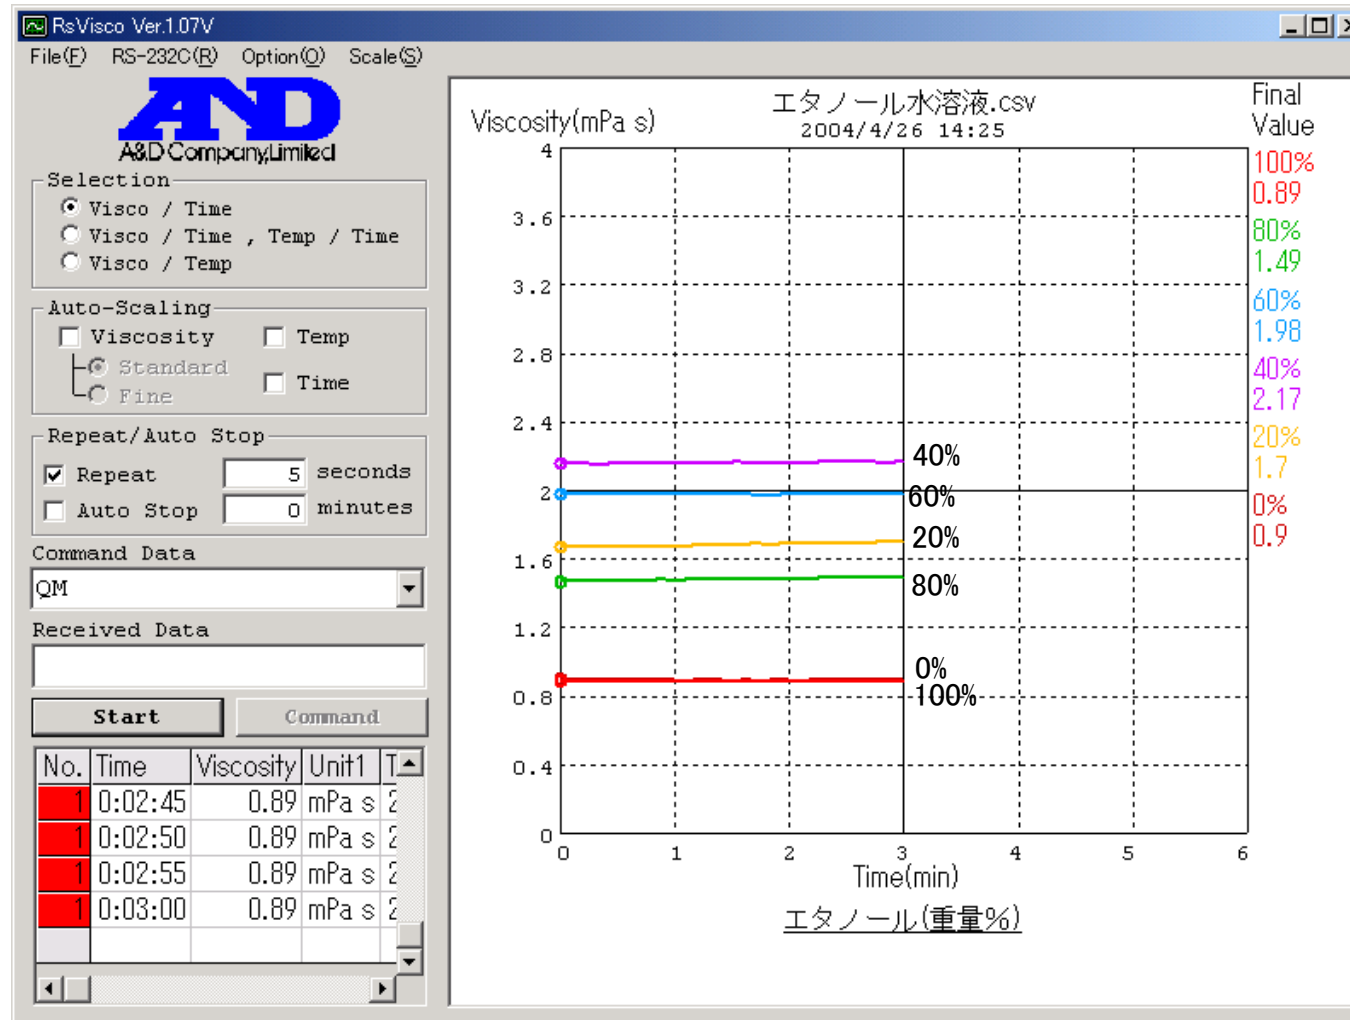 RsVisco Ver.1.07V
File(F) RS-232C(R) Option(O) Scale(S)
AND
A&D Company,Limited
Selection
Visco / Time
Visco / Time , Temp / Time
Visco / Temp
Auto-Scaling
Viscosity Temp
Standard
Time
Fine
Repeat/Auto Stop
Repeat 5 seconds
Auto Stop 0 minutes
Command Data
QM
Received Data
Start Command
No. Time Viscosity Unit1 T
1 0:02:45 0.89 mPa s 2
1 0:02:50 0.89 mPa s 2
1 0:02:55 0.89 mPa s 2
1 0:03:00 0.89 mPa s 2
Viscosity(mPa s)
エタノール水溶液.csv
2004/4/26 14:25
Final
Value
100%
0.89
80%
1.49
60%
1.98
40%
2.17
20%
1.7
0%
0.9
4
3.6
3.2
2.8
2.4
2
1.6
1.2
0.8
0.4
0
40%
60%
20%
80%
0%
100%
0 1 2 3 4 5 6
Time(min)
エタノール(重量%)